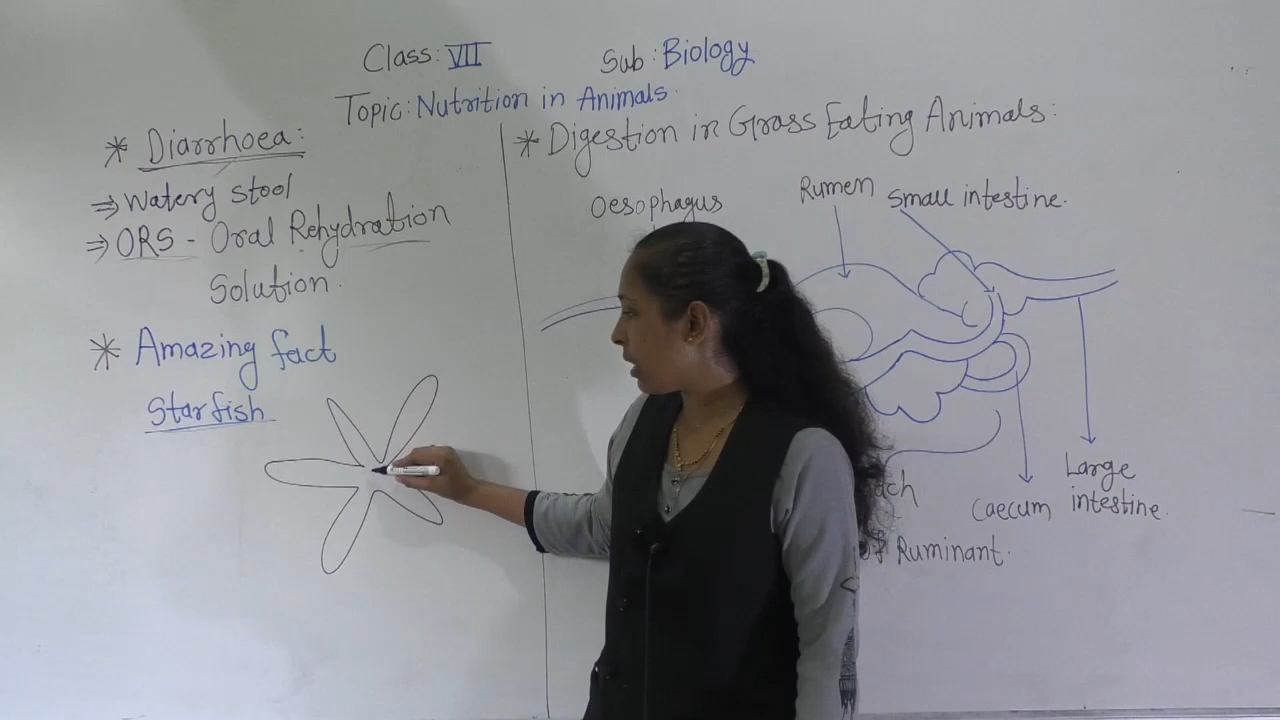 Class: VII Sub: Biology
Topic: Nutrition in Animals.
* Diarrhoea:
⇒ Watery stool
⇒ ORS - Oral Rehydration
Solution.
* Amazing fact
Starfish
* Digestion in Grass Eating Animals:
Oesophagus
Rumen
Small intestine.
Caecum
Large
intestine.
Ruminant.